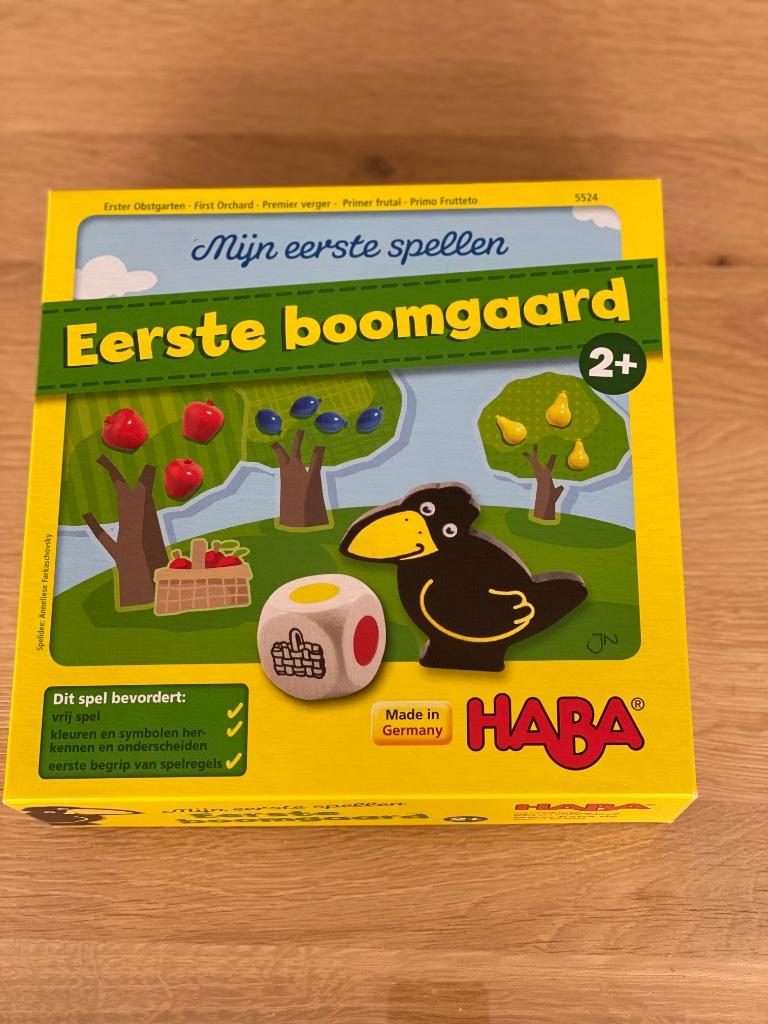 Erster Obstgarten · First Orchard · Premier verger · Primer frutal · Primo Frutteto
5524
Mijn eerste spellen
Eerste boomgaard
2+
Spelidee: Anneliese Farkaschovsky
JN
Dit spel bevordert:
vrij spel
kleuren en symbolen her-
kennen en onderscheiden
eerste begrip van spelregels
Made in
Germany
HABA®
Mijn eerste spellen
Eerste
boomgaard
2+
HABA